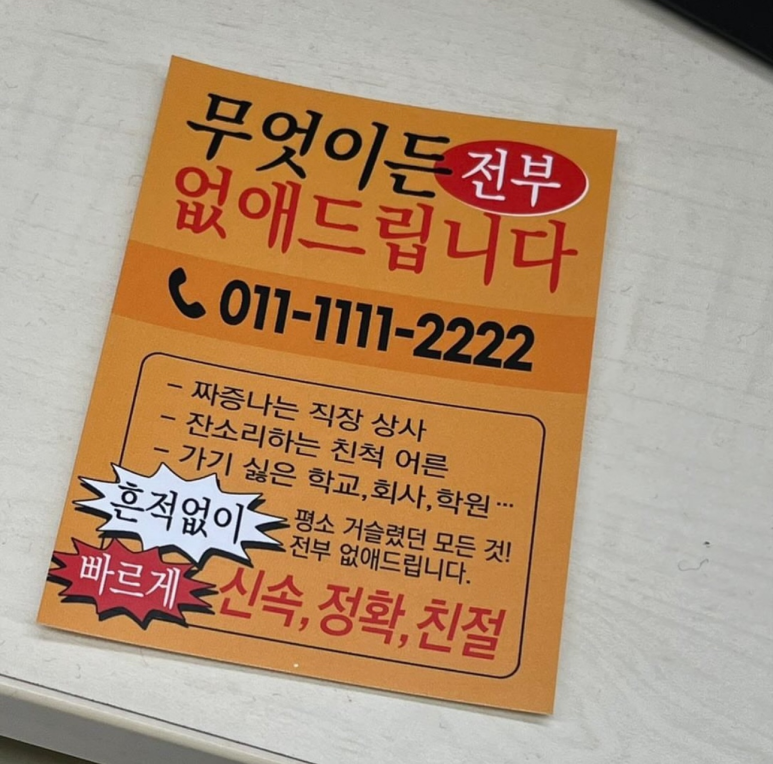 무엇이든 전부
없애드립니다
011-1111-2222
- 짜증나는 직장 상사
- 잔소리하는 친척 어른
- 가기 싫은 학교, 회사, 학원…
흔적없이
평소 거슬렸던 모든 것!
전부 없애드립니다.
빠르게
신속, 정확, 친절